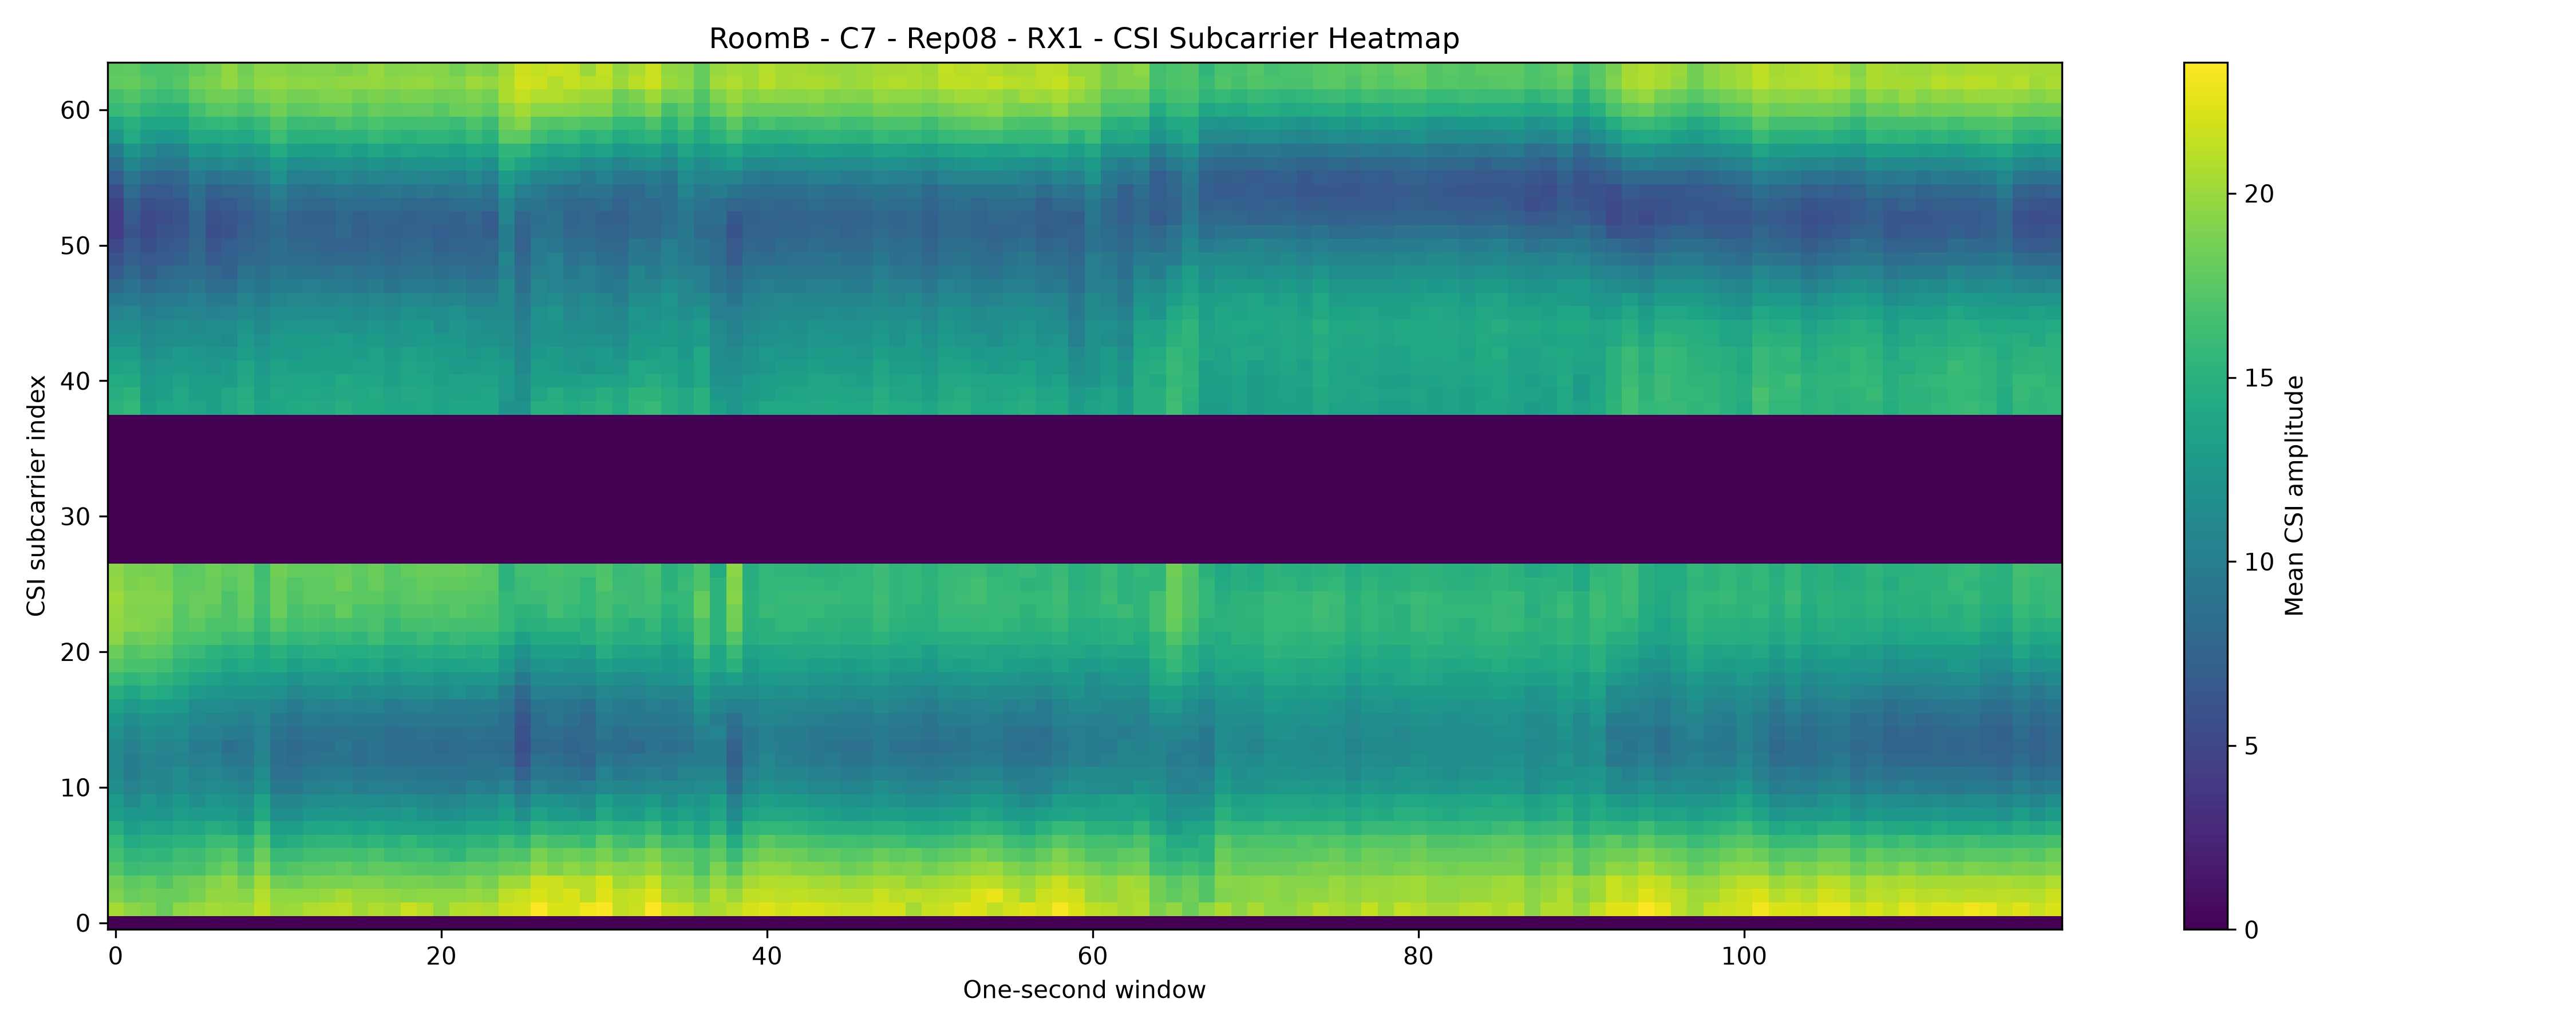 RoomB - C7 - Rep08 - RX1 - CSI Subcarrier Heatmap
60
50
40
30
20
10
0
CSI subcarrier index
0 20 40 60 80 100
One-second window
20
15
10
5
0
Mean CSI amplitude